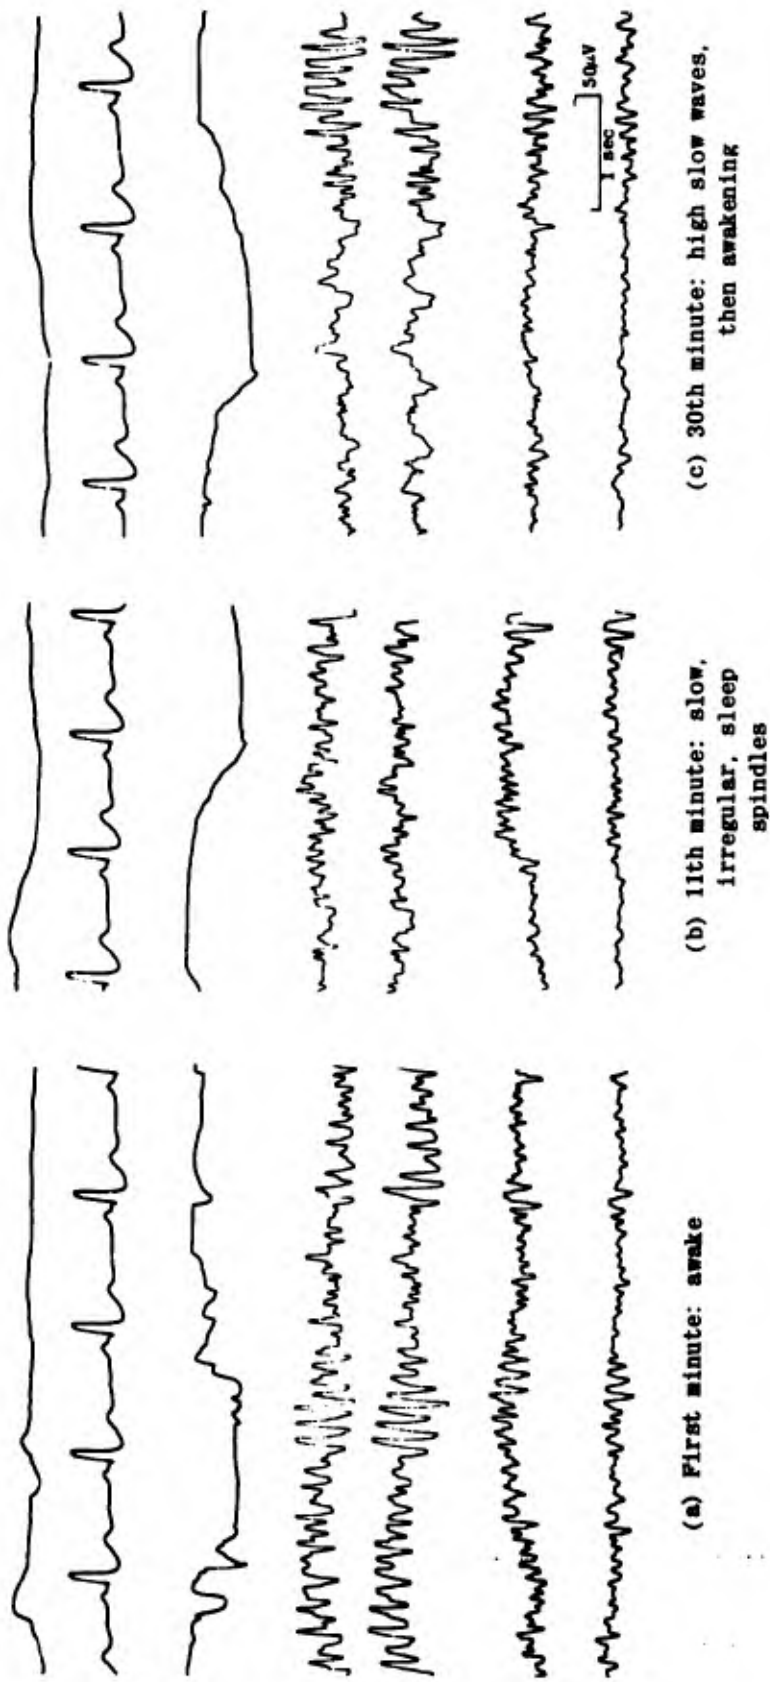 (a) First minute: awake
(b) 11th minute: slow,
irregular, sleep
spindles
(c) 30th minute: high slow waves,
then awakening
50µV
1 sec